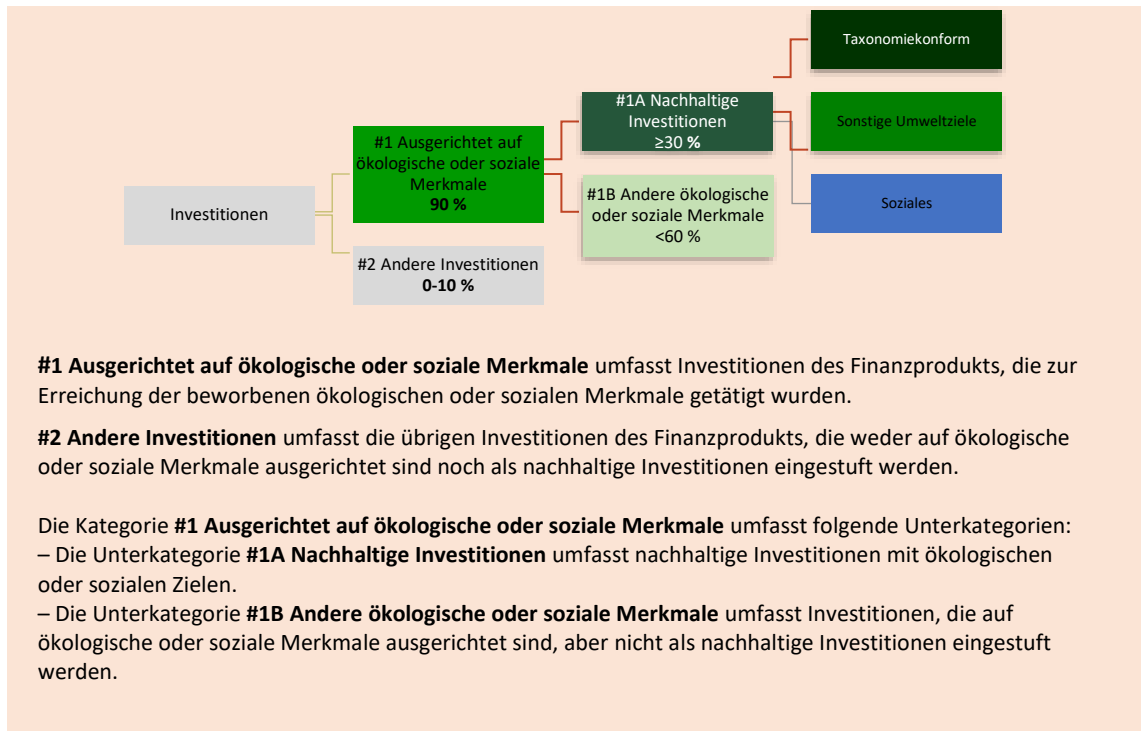 Taxonomiekonform
#1A Nachhaltige
Investitionen
≥30 %
Sonstige Umweltziele
#1 Ausgerichtet auf
ökologische oder soziale
Merkmale
90 %
#1B Andere ökologische
oder soziale Merkmale
<60 %
Soziales
Investitionen
#2 Andere Investitionen
0-10 %
#1 Ausgerichtet auf ökologische oder soziale Merkmale umfasst Investitionen des Finanzprodukts, die zur
Erreichung der beworbenen ökologischen oder sozialen Merkmale getätigt wurden.
#2 Andere Investitionen umfasst die übrigen Investitionen des Finanzprodukts, die weder auf ökologische
oder soziale Merkmale ausgerichtet sind noch als nachhaltige Investitionen eingestuft werden.
Die Kategorie #1 Ausgerichtet auf ökologische oder soziale Merkmale umfasst folgende Unterkategorien:
– Die Unterkategorie #1A Nachhaltige Investitionen umfasst nachhaltige Investitionen mit ökologischen
oder sozialen Zielen.
– Die Unterkategorie #1B Andere ökologische oder soziale Merkmale umfasst Investitionen, die auf
ökologische oder soziale Merkmale ausgerichtet sind, aber nicht als nachhaltige Investitionen eingestuft
werden.